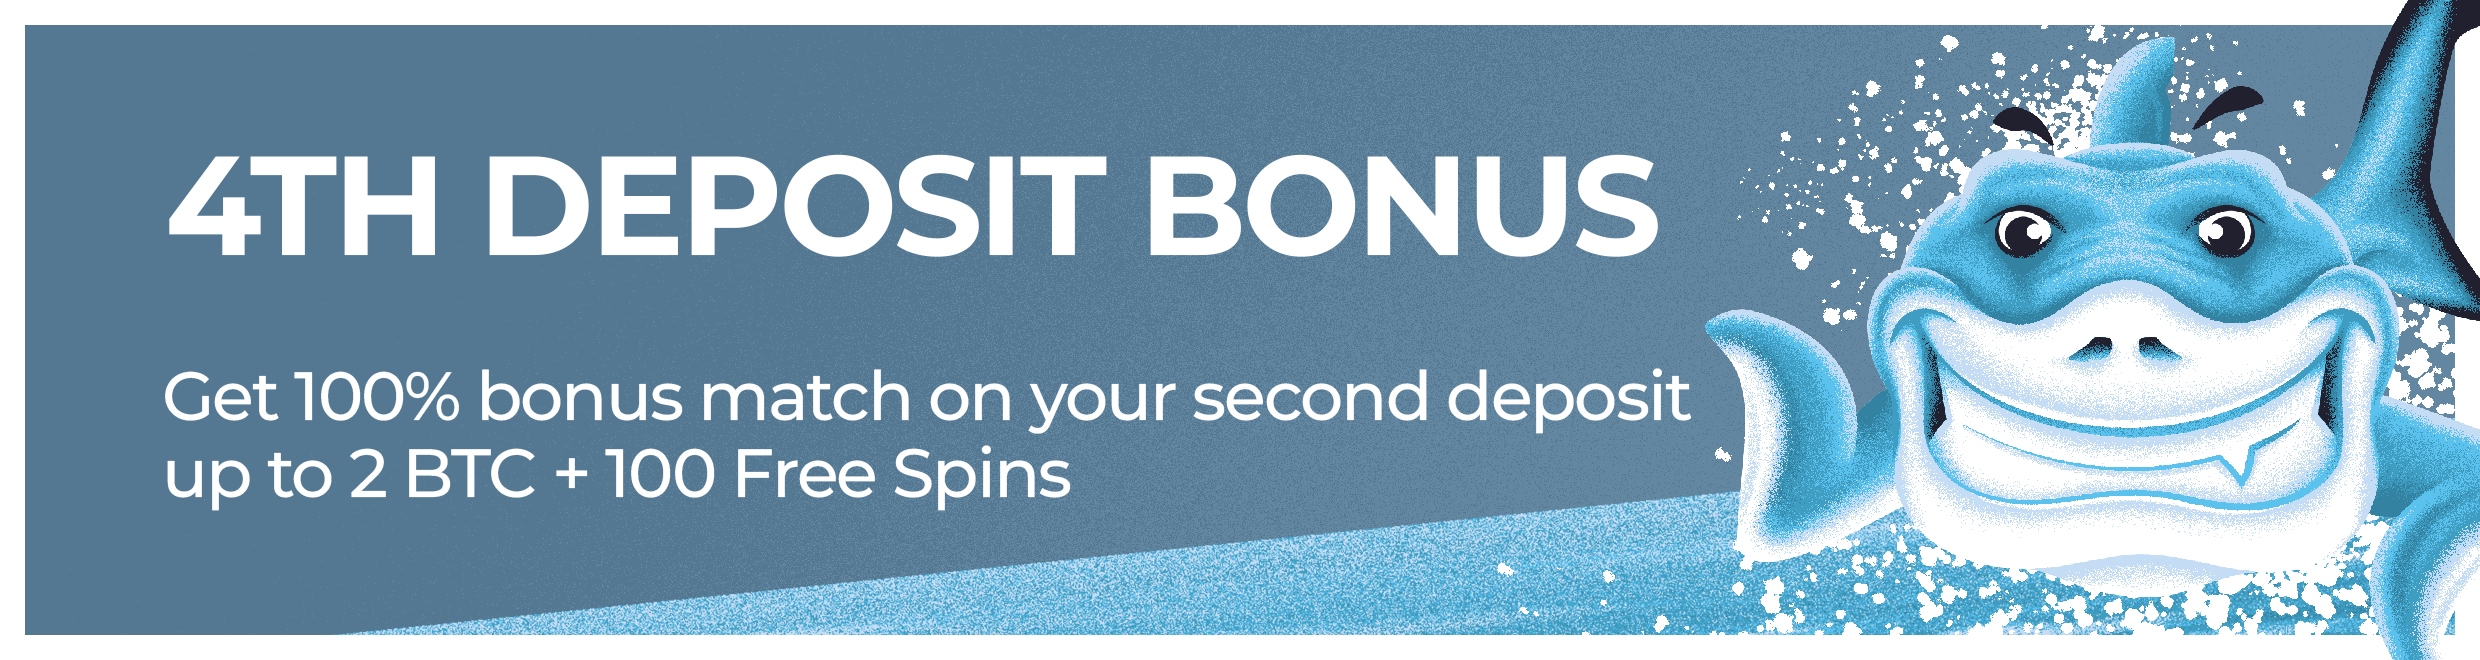 4TH DEPOSIT BONUS
Get 100% bonus match on your second deposit
up to 2 BTC + 100 Free Spins